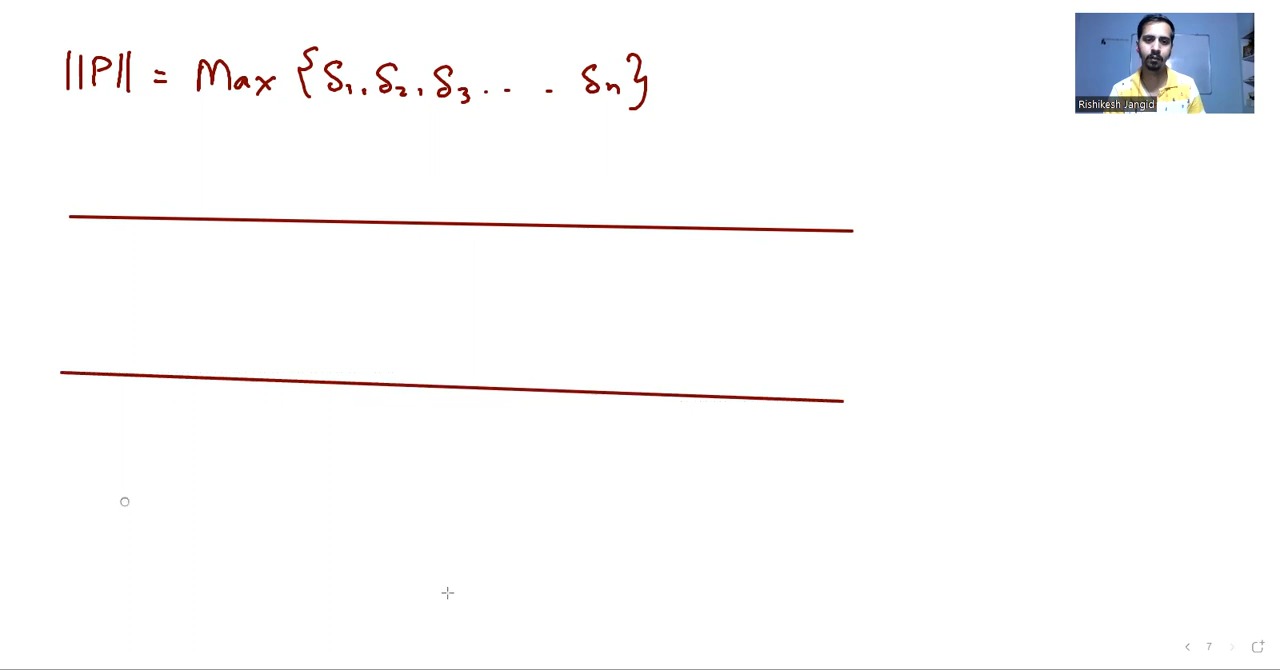 ||P|| = Max {δ₁, δ₂, δ₃ . . . δn}
Rishikesh Jangid
7